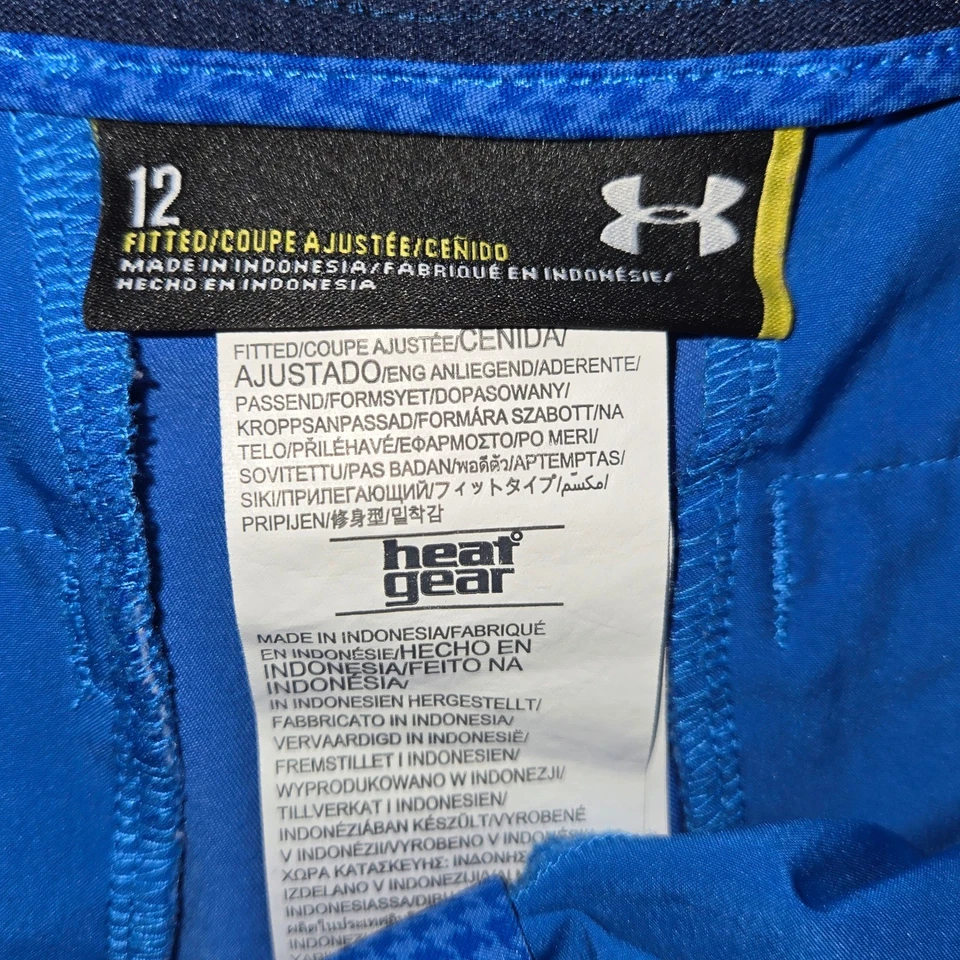 12
FITTED/COUPE AJUSTÉE/CEÑIDO
MADE IN INDONESIA/FABRIQUÉ EN INDONÉSIE/
HECHO EN INDONESIA
FITTED/COUPE AJUSTÉE/CENIDA/
AJUSTADO/ENG ANLIEGEND/ADERENTE/
PASSEND/FORMSYET/DOPASOWANY/
KROPPSANPASSAD/FORMÁRA SZABOTT/NA
TELO/PŘILÉHAVÉ/ΕΦΑΡΜΟΣΤΟ/PO MERI/
SOVITETTU/PAS BADAN/พอดีตัว/APTEMPTAS/
SIKI/ПРИЛЕГАЮЩИЙ/フィットタイプ/مكسّم/
PRIPIJEN/修身型/밀착감
heat
gear
MADE IN INDONESIA/FABRIQUÉ
EN INDONÉSIE/HECHO EN
INDONESIA/FEITO NA
INDONÉSIA/
IN INDONESIEN HERGESTELLT/
FABBRICATO IN INDONESIA/
VERVAARDIGD IN INDONESIË/
FREMSTILLET I INDONESIEN/
WYPRODUKOWANO W INDONEZJI/
TILLVERKAT I INDONESIEN/
INDONÉZIÁBAN KÉSZÜLT/VYROBENÉ
V INDONÉZII/VYROBENO V
ΧΩΡΑ ΚΑΤΑΣΚΕΥΗΣ:
IZDELANO V INDONEZIJI/
INDONESIASSA/